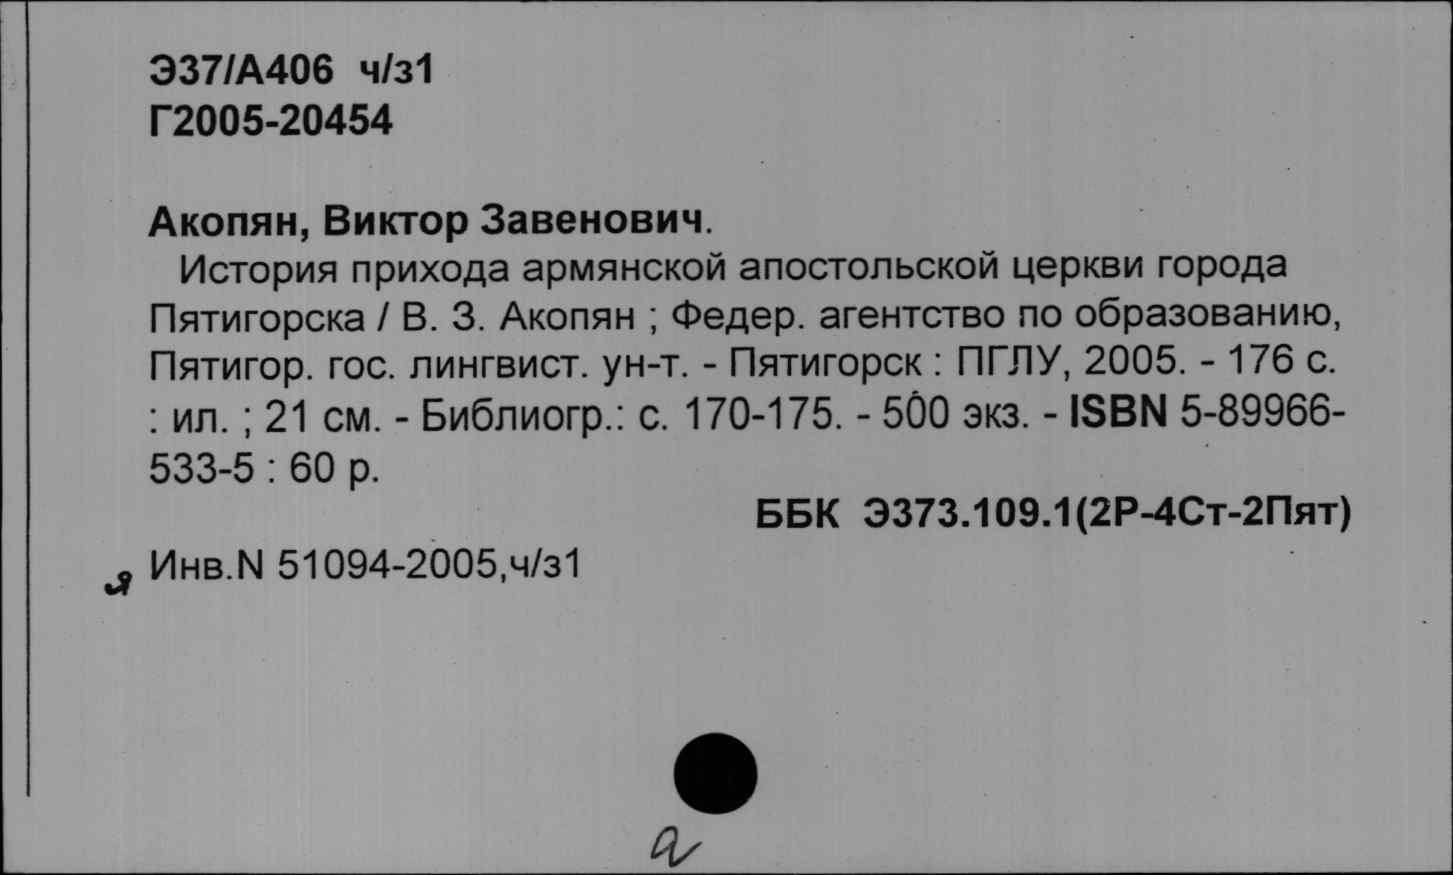 Э37/А406 ч/з1
Г2005-20454
Акопян, Виктор Завенович.
История прихода армянской апостольской церкви города
Пятигорска / В. З. Акопян ; Федер. агентство по образованию,
Пятигор. гос. лингвист. ун-т. - Пятигорск : ПГЛУ, 2005. - 176 с.
: ил. ; 21 см. - Библиогр.: с. 170-175. - 500 экз. - ISBN 5-89966-
533-5 : 60 р.
ББК Э373.109.1(2Р-4Ст-2Пят)
Инв.N 51094-2005,ч/з1